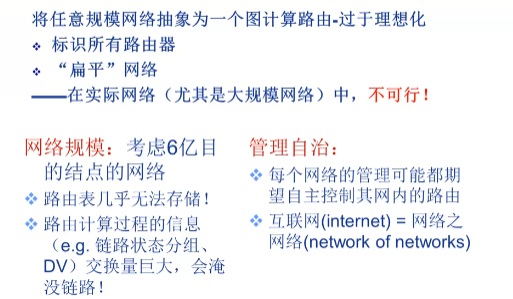 将任意规模网络抽象为一个图计算路由-过于理想化
标识所有路由器
“扁平”网络
——在实际网络（尤其是大规模网络）中，不可行！
网络规模：考虑6亿目
的结点的网络
路由表几乎无法存储！
路由计算过程的信息
（e.g. 链路状态分组、
DV）交换量巨大，会淹
没链路！
管理自治：
每个网络的管理可能都期
望自主控制其网内的路由
互联网(internet) = 网络之
网络(network of networks)